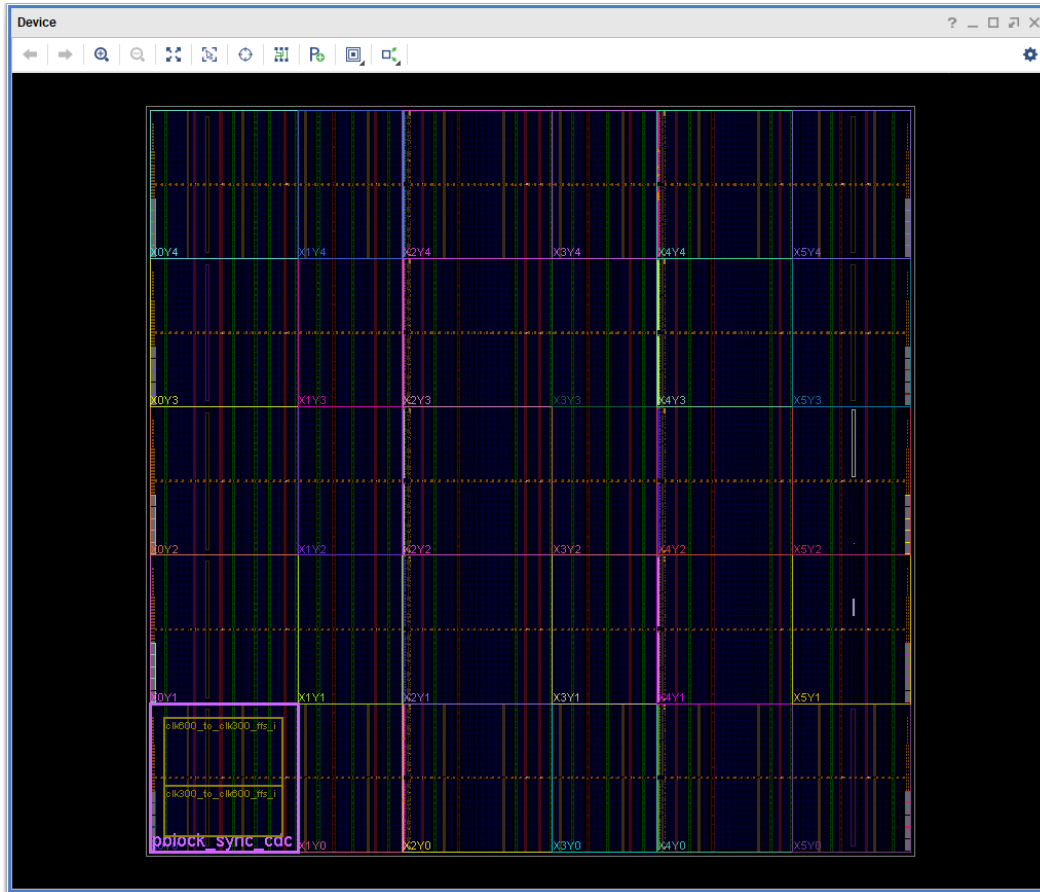 Device
X0Y4 X1Y4 X2Y4 X3Y4 X4Y4 X5Y4
X0Y3 X1Y3 X2Y3 X3Y3 X4Y3 X5Y3
X0Y2 X1Y2 X2Y2 X3Y2 X4Y2 X5Y2
X0Y1 X1Y1 X2Y1 X3Y1 X4Y1 X5Y1
clk600_to_clk300_ffs_i
clk300_to_clk600_ffs_i
pblock_sync_cdc X1Y0 X2Y0 X3Y0 X4Y0 X5Y0